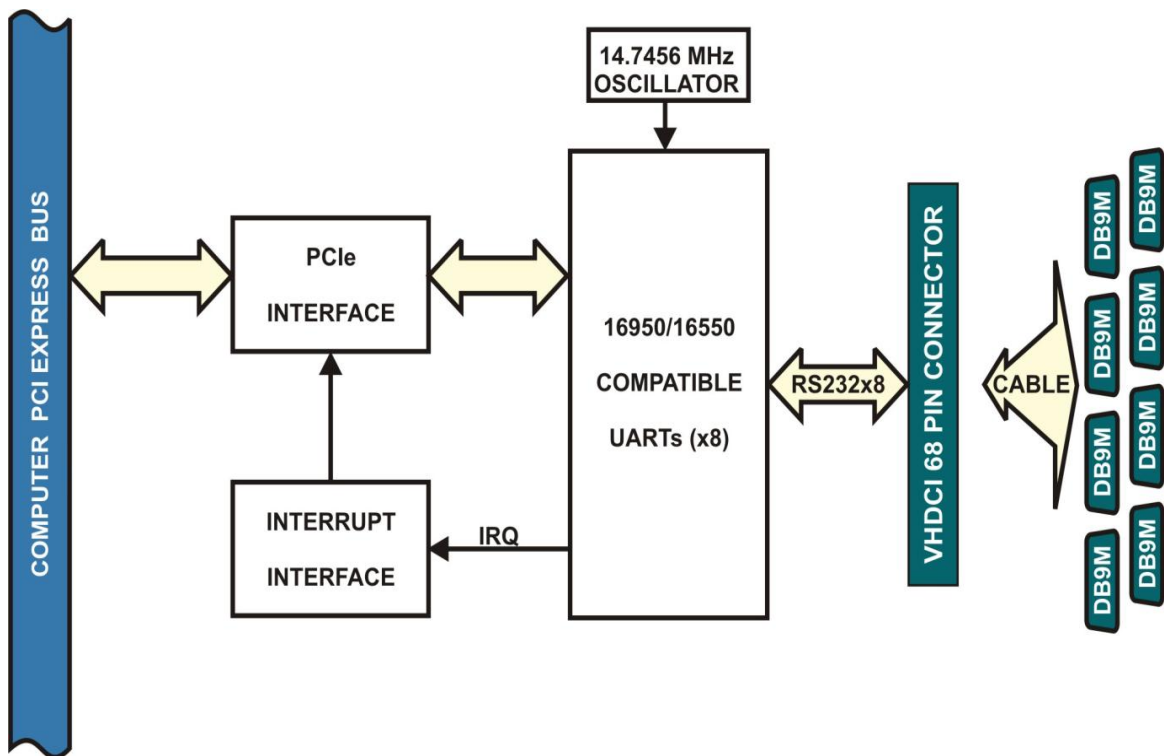 COMPUTER PCI EXPRESS BUS
14.7456 MHz
OSCILLATOR
PCIe
INTERFACE
INTERRUPT
INTERFACE
IRQ
16950/16550
COMPATIBLE
UARTs (x8)
RS232x8
VHDCI 68 PIN CONNECTOR
CABLE
DB9M
DB9M
DB9M
DB9M
DB9M
DB9M
DB9M
DB9M